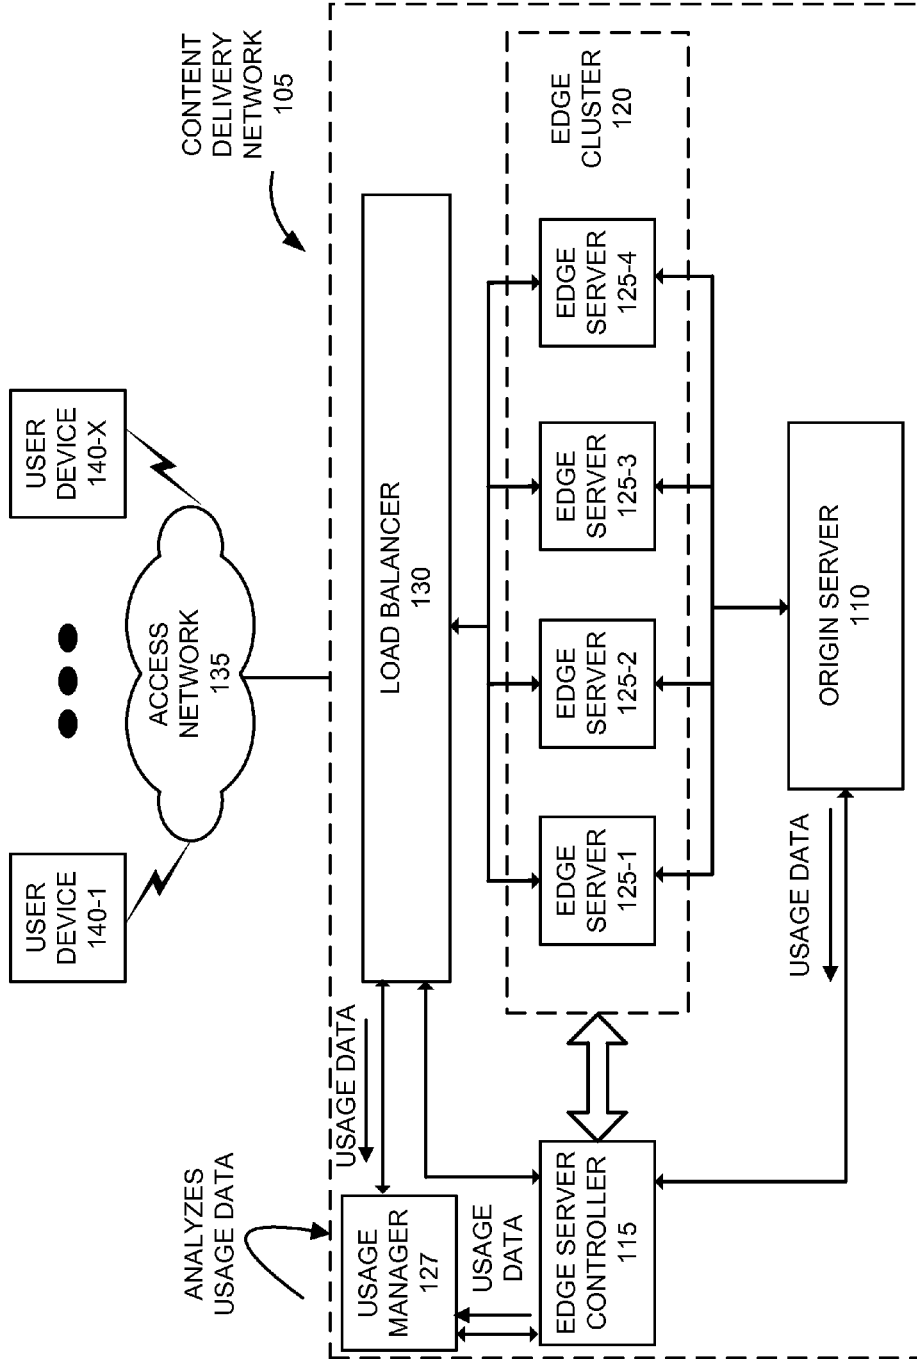 USER
DEVICE
140-1
USER
DEVICE
140-X
ACCESS
NETWORK
135
CONTENT
DELIVERY
NETWORK
105
ANALYZES
USAGE DATA
USAGE
MANAGER
127
USAGE DATA
LOAD BALANCER
130
USAGE
DATA
EDGE SERVER
CONTROLLER
115
EDGE
SERVER
125-1
EDGE
SERVER
125-2
EDGE
SERVER
125-3
EDGE
SERVER
125-4
EDGE
CLUSTER
120
USAGE DATA
ORIGIN SERVER
110